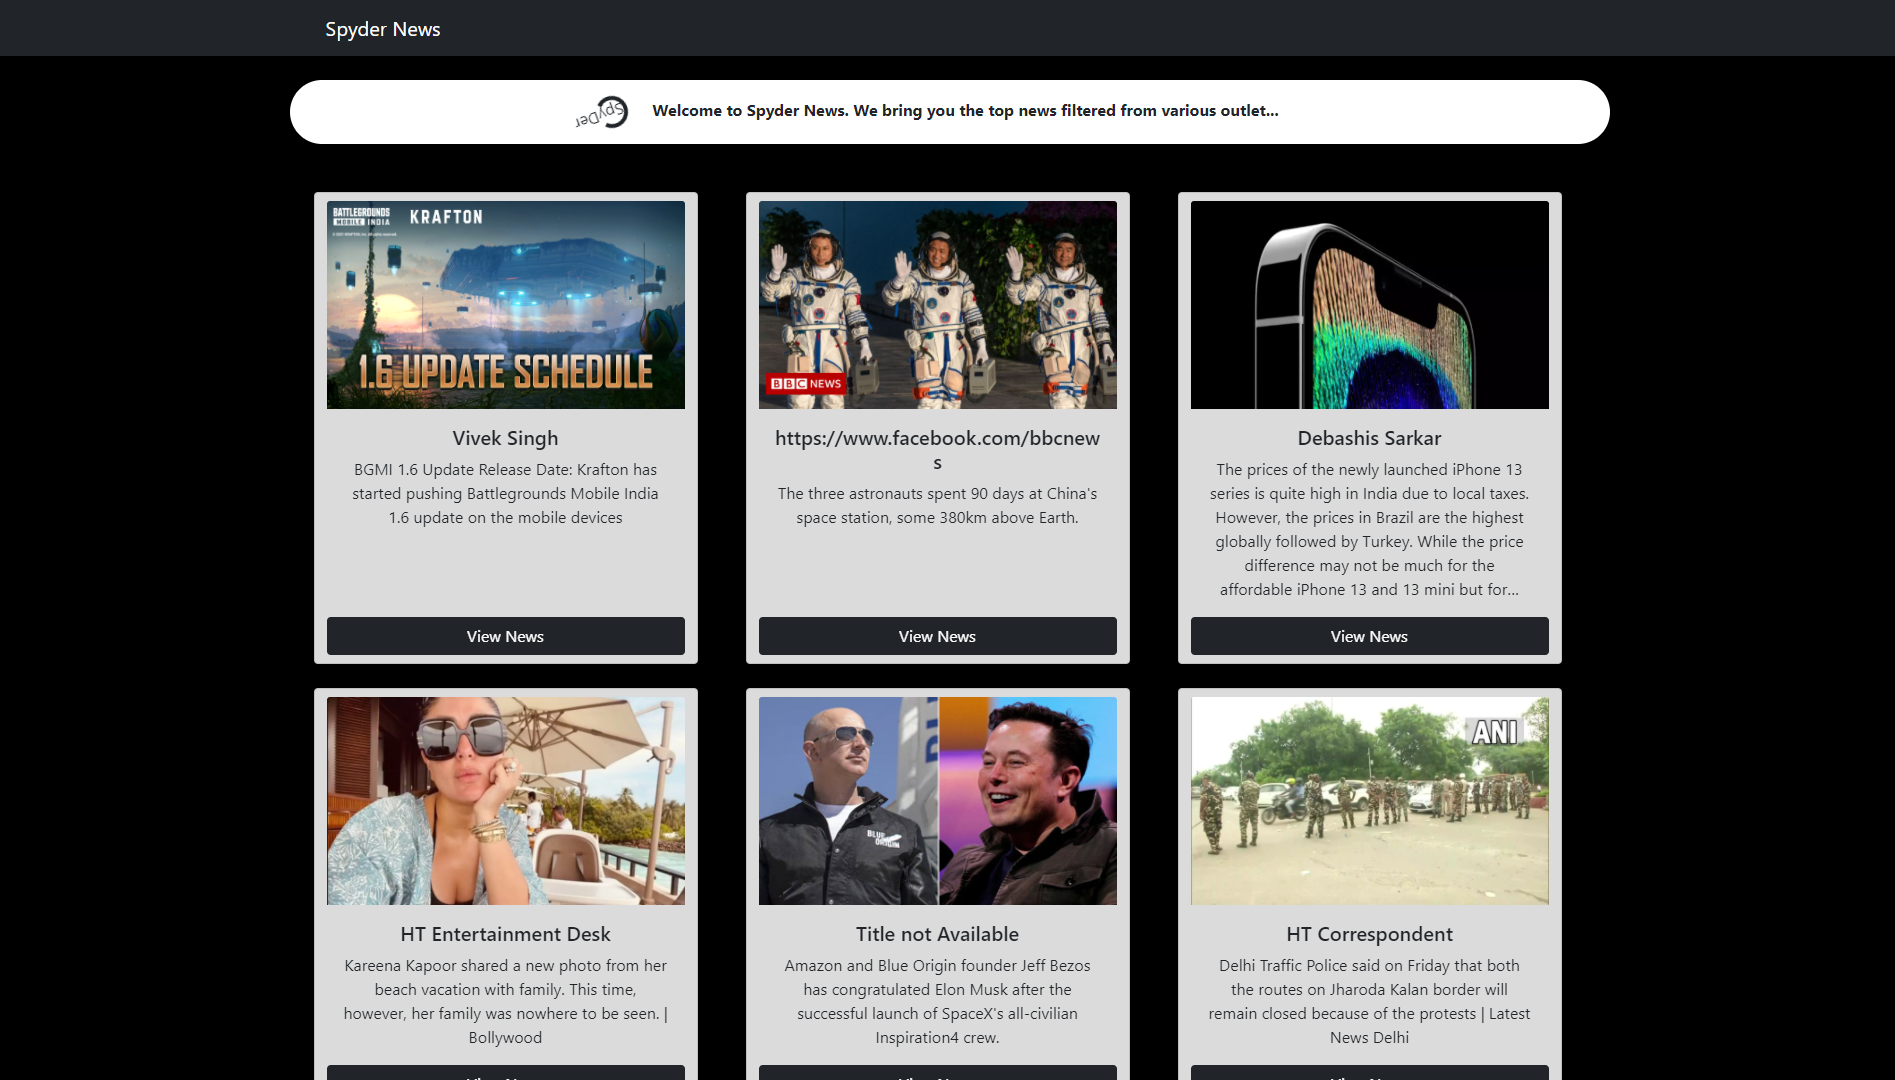 Spyder News
SpyDer
Welcome to Spyder News. We bring you the top news filtered from various outlet...
BATTLEGROUNDS
MOBILE INDIA
KRAFTON
1.6 UPDATE SCHEDULE
Vivek Singh
BGMI 1.6 Update Release Date: Krafton has
started pushing Battlegrounds Mobile India
1.6 update on the mobile devices
View News
BBC NEWS
https://www.facebook.com/bbcnew
s
The three astronauts spent 90 days at China's
space station, some 380km above Earth.
View News
Debashis Sarkar
The prices of the newly launched iPhone 13
series is quite high in India due to local taxes.
However, the prices in Brazil are the highest
globally followed by Turkey. While the price
difference may not be much for the
affordable iPhone 13 and 13 mini but for...
View News
HT Entertainment Desk
Kareena Kapoor shared a new photo from her
beach vacation with family. This time,
however, her family was nowhere to be seen. |
Bollywood
BLUE
ORIGIN
Title not Available
Amazon and Blue Origin founder Jeff Bezos
has congratulated Elon Musk after the
successful launch of SpaceX's all-civilian
Inspiration4 crew.
ANI
HT Correspondent
Delhi Traffic Police said on Friday that both
the routes on Jharoda Kalan border will
remain closed because of the protests | Latest
News Delhi